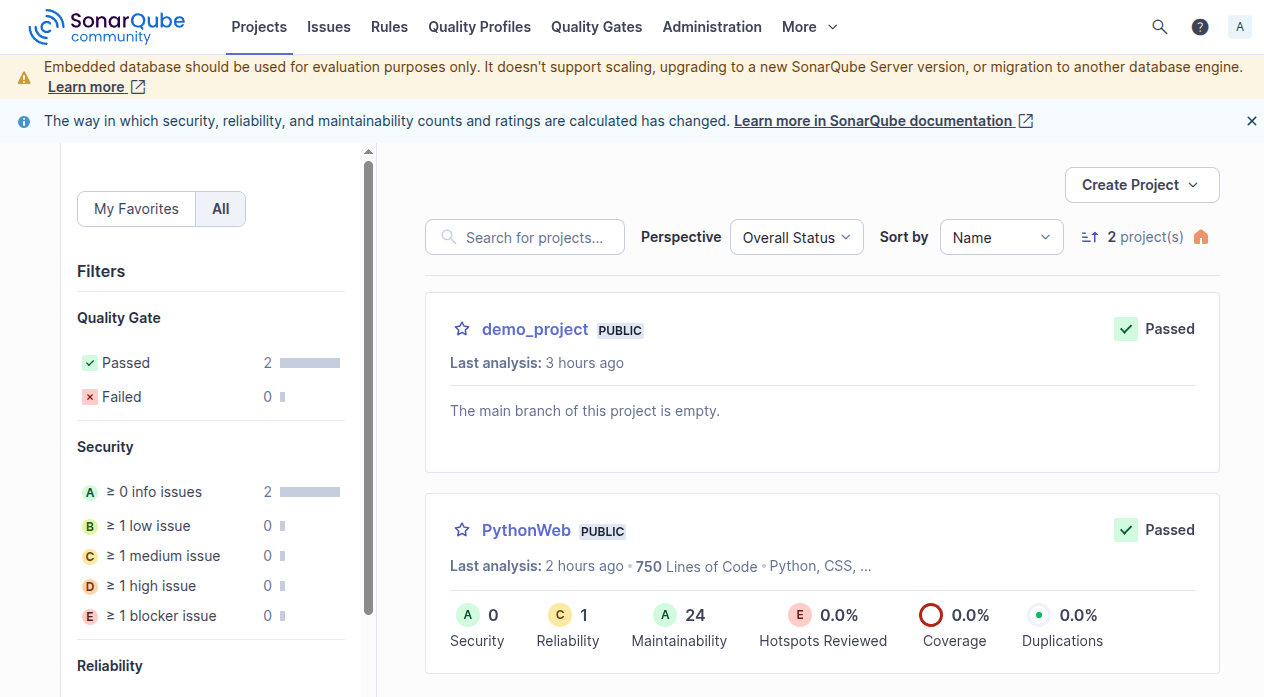 SonarQube
community
Projects Issues Rules Quality Profiles Quality Gates Administration More ? A
Embedded database should be used for evaluation purposes only. It doesn't support scaling, upgrading to a new SonarQube Server version, or migration to another database engine.
Learn more
The way in which security, reliability, and maintainability counts and ratings are calculated has changed. Learn more in SonarQube documentation
My Favorites All
Filters
Quality Gate
Passed 2
Failed 0
Security
A ≥ 0 info issues 2
B ≥ 1 low issue 0
C ≥ 1 medium issue 0
D ≥ 1 high issue 0
E ≥ 1 blocker issue 0
Reliability
Create Project
Search for projects... Perspective Overall Status Sort by Name 2 project(s)
demo_project PUBLIC Passed
Last analysis: 3 hours ago
The main branch of this project is empty.
PythonWeb PUBLIC Passed
Last analysis: 2 hours ago • 750 Lines of Code • Python, CSS, ...
A 0 C 1 A 24 E 0.0% 0.0% 0.0%
Security Reliability Maintainability Hotspots Reviewed Coverage Duplications